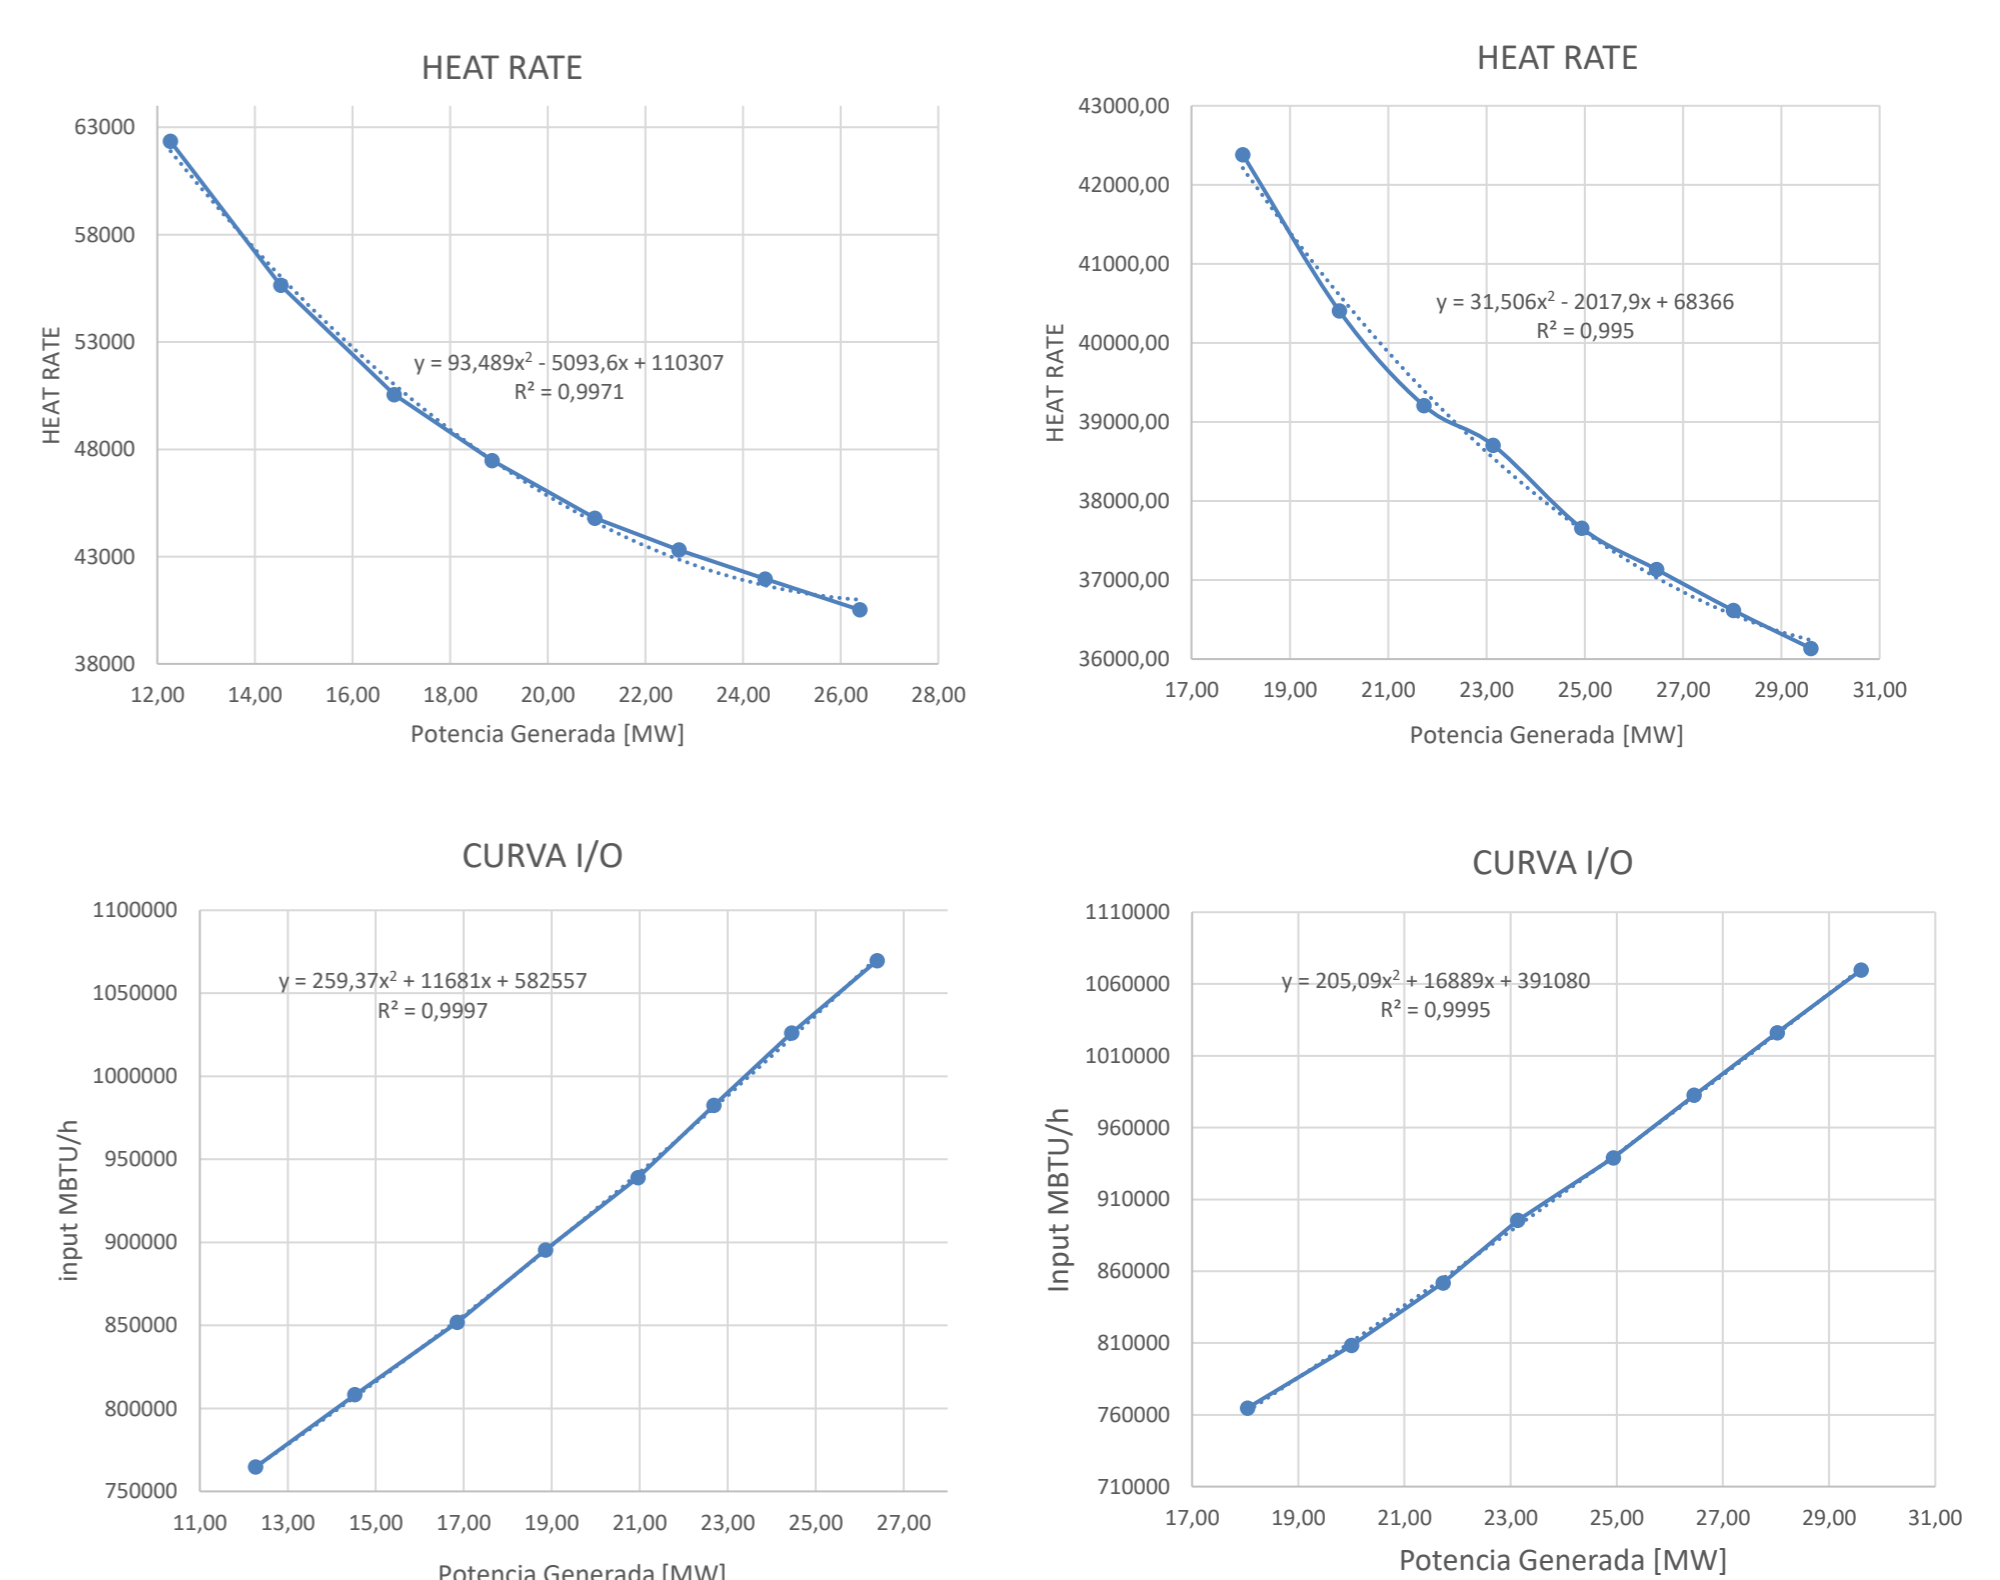 HEAT RATE
63000
58000
53000
48000
43000
38000
HEAT RATE
y = 93,489x² - 5093,6x + 110307
R² = 0,9971
12,00 14,00 16,00 18,00 20,00 22,00 24,00 26,00 28,00
Potencia Generada [MW]
HEAT RATE
43000,00
42000,00
41000,00
40000,00
39000,00
38000,00
37000,00
36000,00
HEAT RATE
y = 31,506x² - 2017,9x + 68366
R² = 0,995
17,00 19,00 21,00 23,00 25,00 27,00 29,00 31,00
Potencia Generada [MW]
CURVA I/O
1100000
1050000
1000000
950000
900000
850000
800000
750000
input MBTU/h
y = 259,37x² + 11681x + 582557
R² = 0,9997
11,00 13,00 15,00 17,00 19,00 21,00 23,00 25,00 27,00
Potencia Generada [MW]
CURVA I/O
1110000
1060000
1010000
960000
910000
860000
810000
760000
710000
Input MBTU/h
y = 205,09x² + 16889x + 391080
R² = 0,9995
17,00 19,00 21,00 23,00 25,00 27,00 29,00 31,00
Potencia Generada [MW]